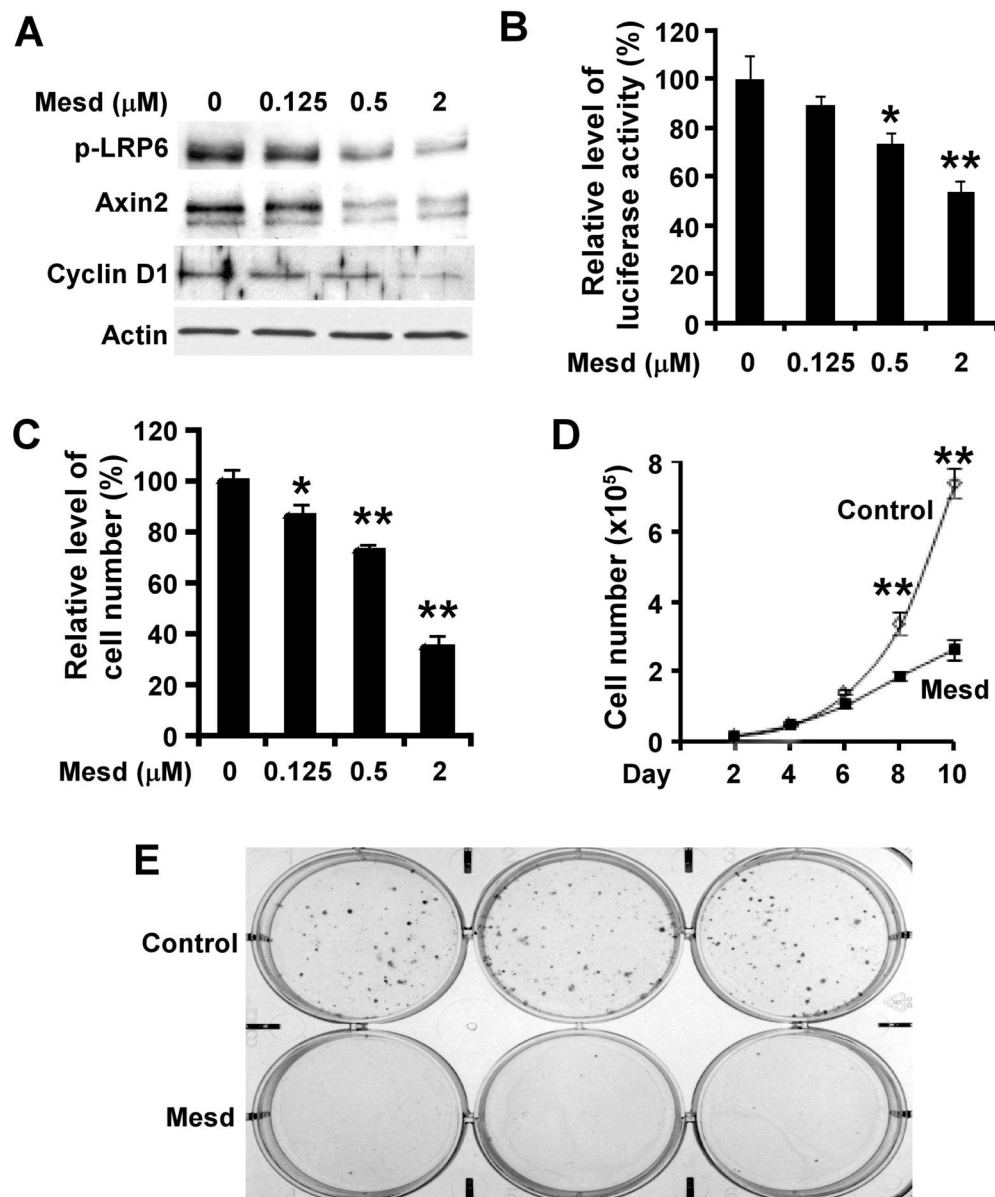 A
Mesd (μM) 0 0.125 0.5 2
p-LRP6
Axin2
Cyclin D1
Actin
B
Relative level of
luciferase activity (%)
120
100
80
60
40
120
0
*
**
Mesd (μM) 0 0.125 0.5 2
C
Relative level of
cell number (%)
120
100
80
60
40
20
0
*
**
**
Mesd (μM) 0 0.125 0.5 2
D
Cell number (x10⁵)
8
6
4
2
0
**
Control
**
Mesd
Day 2 4 6 8 10
E
Control
Mesd